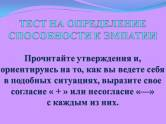 ТЕСТ НА ОПРЕДЕЛЕНИЕ
СПОСОБНОСТИ К ЭМПАТИИ
Прочитайте утверждения и,
ориентируясь на то, как вы ведете себя
в подобных ситуациях, выразите свое
согласие « + » или несогласие «—»
с каждым из них.